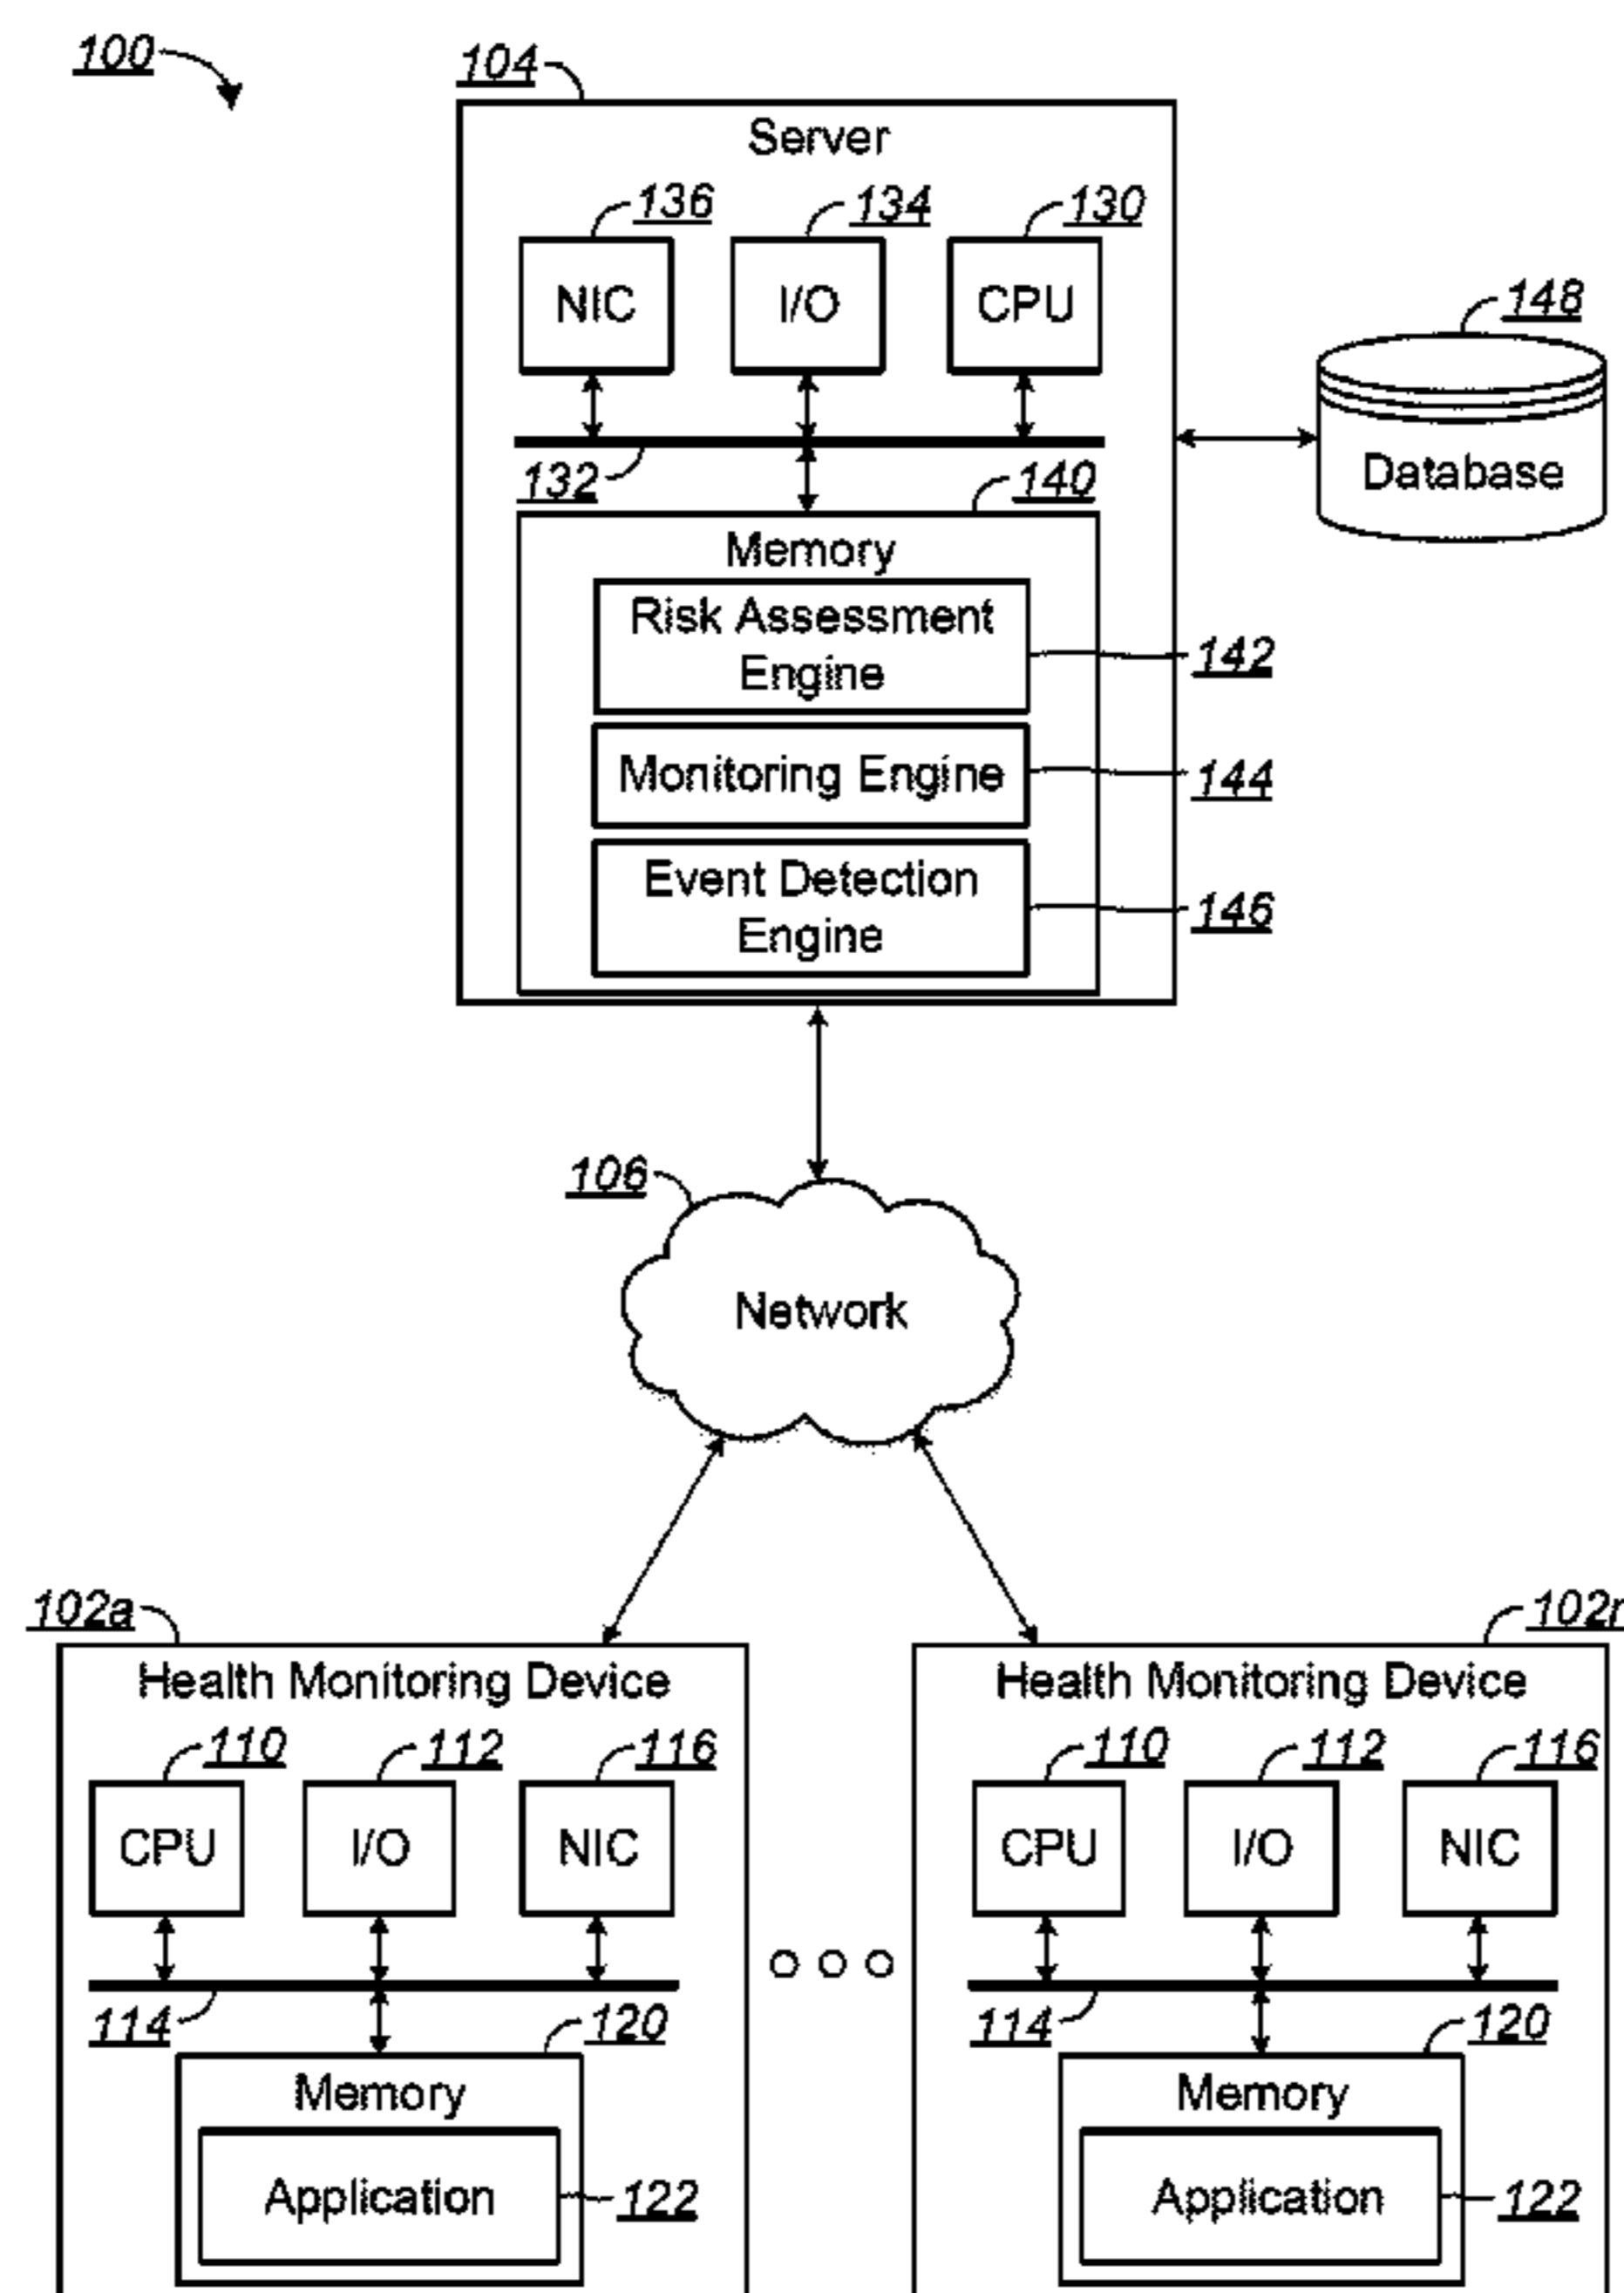 100
104
Server
136
134
130
NIC
I/O
CPU
148
Database
132
140
Memory
Risk Assessment
Engine
142
Monitoring Engine
144
Event Detection
Engine
146
106
Network
102a
Health Monitoring Device
110
112
116
CPU
I/O
NIC
114
120
Memory
Application
122
Health Monitoring Device
110
112
116
CPU
I/O
NIC
114
120
Memory
Application
122